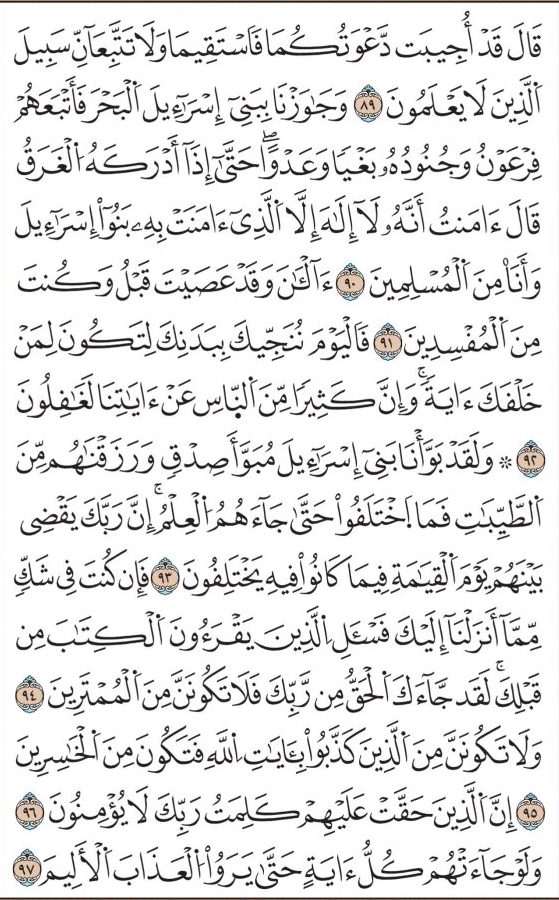 قَالَ قَدۡ أُجِيبَت دَّعۡوَتُكُمَا فَٱسۡتَقِيمَا وَلَا تَتَّبِعَآنِّ سَبِيلَ
ٱلَّذِينَ لَا يَعۡلَمُونَ ٨٩ وَجَٰوَزۡنَا بِبَنِيٓ إِسۡرَٰٓءِيلَ ٱلۡبَحۡرَ فَأَتۡبَعَهُمۡ
فِرۡعَوۡنُ وَجُنُودُهُۥ بَغۡيٗا وَعَدۡوًاۖ حَتَّىٰٓ إِذَآ أَدۡرَكَهُ ٱلۡغَرَقُ
قَالَ ءَامَنتُ أَنَّهُۥ لَآ إِلَٰهَ إِلَّا ٱلَّذِيٓ ءَامَنَتۡ بِهِۦ بَنُوٓاْ إِسۡرَٰٓءِيلَ
وَأَنَا۠ مِنَ ٱلۡمُسۡلِمِينَ ٩٠ ءَآلۡـَٰٔنَ وَقَدۡ عَصَيۡتَ قَبۡلُ وَكُنتَ
مِنَ ٱلۡمُفۡسِدِينَ ٩١ فَٱلۡيَوۡمَ نُنَجِّيكَ بِبَدَنِكَ لِتَكُونَ لِمَنۡ
خَلۡفَكَ ءَايَةٗۚ وَإِنَّ كَثِيرٗا مِّنَ ٱلنَّاسِ عَنۡ ءَايَٰتِنَا لَغَٰفِلُونَ
٩٢ ۞ وَلَقَدۡ بَوَّأۡنَا بَنِيٓ إِسۡرَٰٓءِيلَ مُبَوَّأَ صِدۡقٖ وَرَزَقۡنَٰهُم مِّنَ
ٱلطَّيِّبَٰتِ فَمَا ٱخۡتَلَفُواْ حَتَّىٰ جَآءَهُمُ ٱلۡعِلۡمُۚ إِنَّ رَبَّكَ يَقۡضِي
بَيۡنَهُمۡ يَوۡمَ ٱلۡقِيَٰمَةِ فِيمَا كَانُواْ فِيهِ يَخۡتَلِفُونَ ٩٣ فَإِن كُنتَ فِي شَكّٖ
مِّمَّآ أَنزَلۡنَآ إِلَيۡكَ فَسۡـَٔلِ ٱلَّذِينَ يَقۡرَءُونَ ٱلۡكِتَٰبَ مِن
قَبۡلِكَۚ لَقَدۡ جَآءَكَ ٱلۡحَقُّ مِن رَّبِّكَ فَلَا تَكُونَنَّ مِنَ ٱلۡمُمۡتَرِينَ ٩٤
وَلَا تَكُونَنَّ مِنَ ٱلَّذِينَ كَذَّبُواْ بِـَٔايَٰتِ ٱللَّهِ فَتَكُونَ مِنَ ٱلۡخَٰسِرِينَ
٩٥ إِنَّ ٱلَّذِينَ حَقَّتۡ عَلَيۡهِمۡ كَلِمَتُ رَبِّكَ لَا يُؤۡمِنُونَ ٩٦
وَلَوۡ جَآءَتۡهُمۡ كُلُّ ءَايَةٍ حَتَّىٰ يَرَوُاْ ٱلۡعَذَابَ ٱلۡأَلِيمَ ٩٧